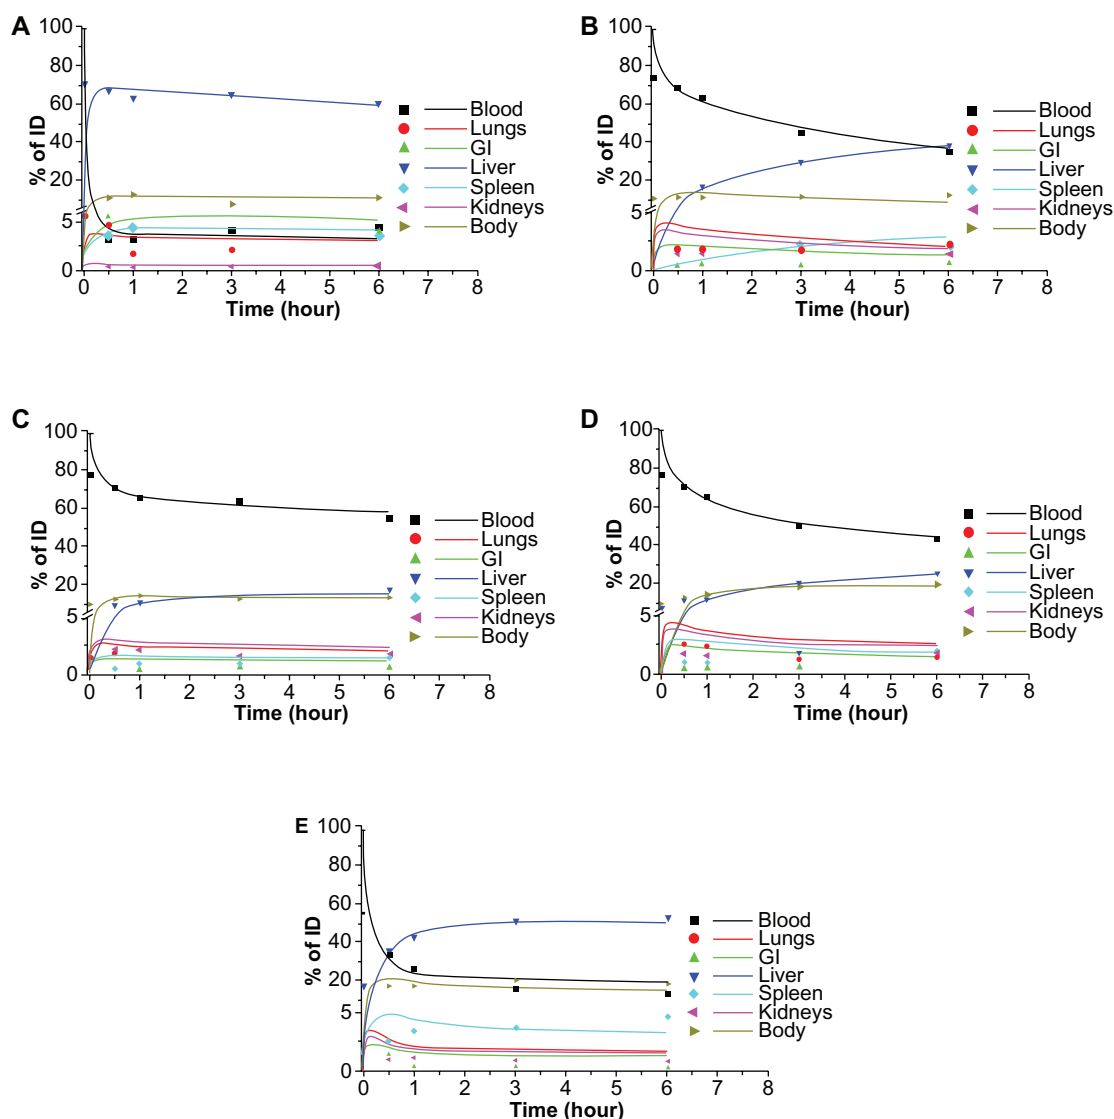 A
100
80
60
40
20
5
0
% of ID
0 1 2 3 4 5 6 7 8
Time (hour)
Blood
Lungs
GI
Liver
Spleen
Kidneys
Body
B
100
80
60
40
20
5
0
% of ID
0 1 2 3 4 5 6 7 8
Time (hour)
Blood
Lungs
GI
Liver
Spleen
Kidneys
Body
C
100
80
60
40
20
5
0
% of ID
0 1 2 3 4 5 6 7 8
Time (hour)
Blood
Lungs
GI
Liver
Spleen
Kidneys
Body
D
100
80
60
40
20
5
0
% of ID
0 1 2 3 4 5 6 7 8
Time (hour)
Blood
Lungs
GI
Liver
Spleen
Kidneys
Body
E
100
80
60
40
20
5
0
% of ID
0 1 2 3 4 5 6 7 8
Time (hour)
Blood
Lungs
GI
Liver
Spleen
Kidneys
Body